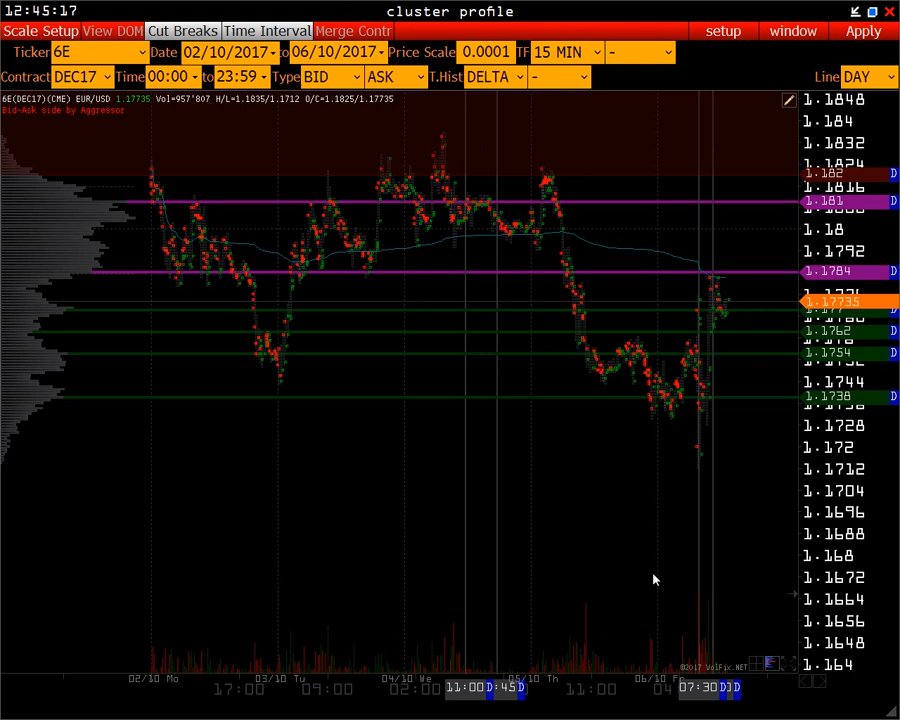 12:45:17 cluster profile
Scale Setup View DOM Cut Breaks Time Interval Merge Contr setup window Apply
Ticker 6E Date 02/10/2017 to 06/10/2017 Price Scale 0.0001 TF 15 MIN -
Contract DEC17 Time 00:00 to 23:59 Type BID ASK T.Hist DELTA - Line DAY
6E(DEC17)(CME) EUR/USD 1.17735 Vol=957'807 H/L=1.1835/1.1712 O/C=1.1825/1.17735
Bid-Ask side by Aggressor
1.1848
1.184
1.1832
1.1824
1.182 D
1.1816
1.181 D
1.18
1.1792
1.1784 D
1.17735
D
1.1762 D
1.1754 D
1.1744
1.1738 D
1.1728
1.172
1.1712
1.1704
1.1696
1.1688
1.168
1.1672
1.1664
1.1656
1.1648
1.164
©2017 VolFix.NET
02/10 Mo 03/10 Tu 04/10 We 05/10 Th 06/10 Fr
17:00 09:00 02:00 11:00 D :45 D 11:00 04 07:30 D D